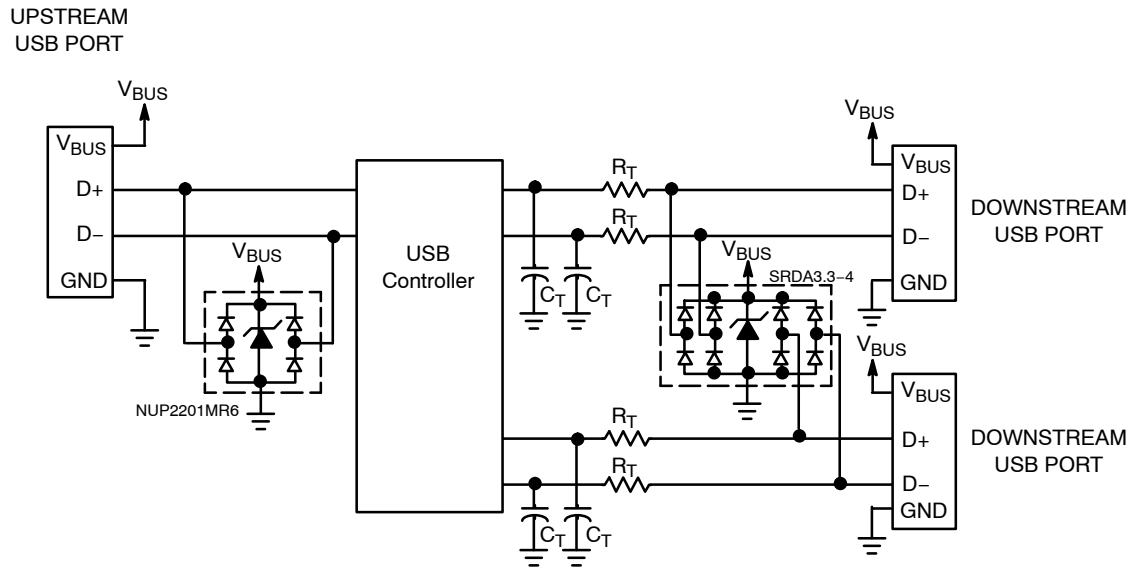 UPSTREAM
USB PORT
VBUS
VBUS
D+
D−
GND
VBUS
NUP2201MR6
USB
Controller
RT
RT
CT
CT
VBUS
SRDA3.3−4
VBUS
VBUS
D+
D−
GND
DOWNSTREAM
USB PORT
RT
RT
CT
CT
VBUS
VBUS
D+
D−
GND
DOWNSTREAM
USB PORT